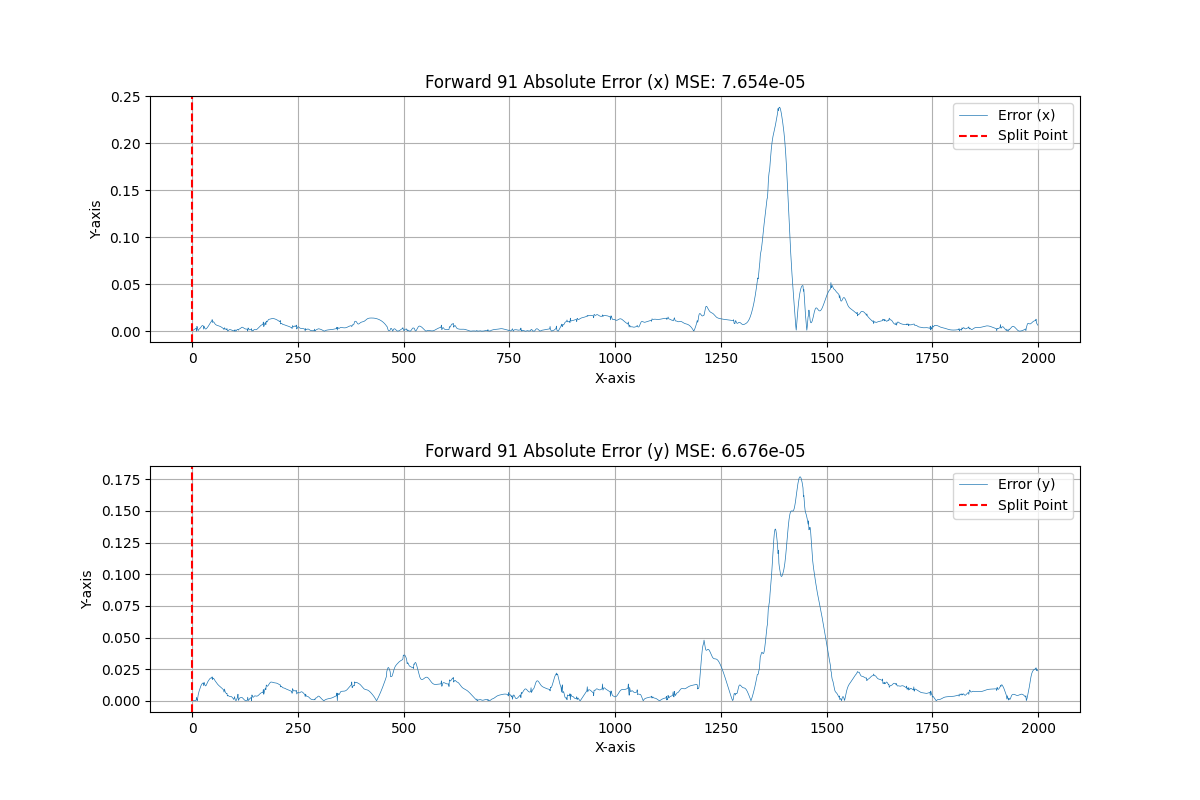 Forward 91 Absolute Error (x) MSE: 7.654e-05
0.25
0.20
0.15
0.10
0.05
0.00
Y-axis
Error (x)
Split Point
0 250 500 750 1000 1250 1500 1750 2000
X-axis
Forward 91 Absolute Error (y) MSE: 6.676e-05
0.175
0.150
0.125
0.100
0.075
0.050
0.025
0.000
Y-axis
Error (y)
Split Point
0 250 500 750 1000 1250 1500 1750 2000
X-axis